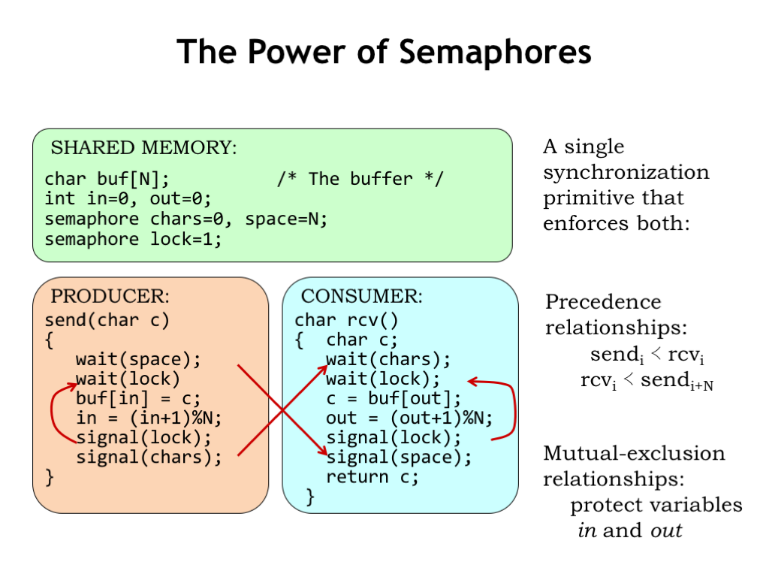 The Power of Semaphores
SHARED MEMORY:
char buf[N];          /* The buffer */
int in=0, out=0;
semaphore chars=0, space=N;
semaphore lock=1;
A single
synchronization
primitive that
enforces both:
PRODUCER:
send(char c)
{
wait(space);
wait(lock)
buf[in] = c;
in = (in+1)%N;
signal(lock);
signal(chars);
}
CONSUMER:
char rcv()
{  char c;
wait(chars);
wait(lock);
c = buf[out];
out = (out+1)%N;
signal(lock);
signal(space);
return c;
}
Precedence
relationships:
sendi < rcvi
rcvi < sendi+N
Mutual-exclusion
relationships:
protect variables
in and out